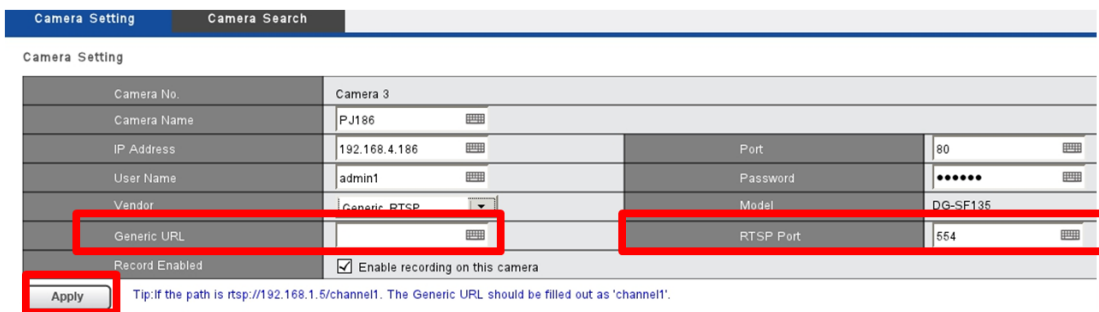 Camera Setting Camera Search
Camera Setting
Camera No. Camera 3
Camera Name PJ186
IP Address 192.168.4.186 Port 80
User Name admin1 Password ••••••
Vendor Generic RTSP Model DG-SF135
Generic URL RTSP Port 554
Record Enabled Enable recording on this camera
Apply Tip:If the path is rtsp://192.168.1.5/channel1. The Generic URL should be filled out as 'channel1'.